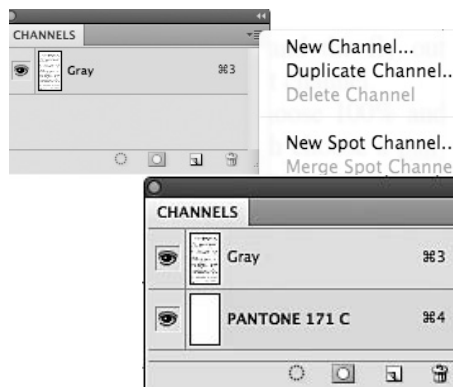 CHANNELS
Gray ⌘3
New Channel...
Duplicate Channel..
Delete Channel
New Spot Channel..
Merge Spot Channe
CHANNELS
Gray ⌘3
PANTONE 171 C ⌘4